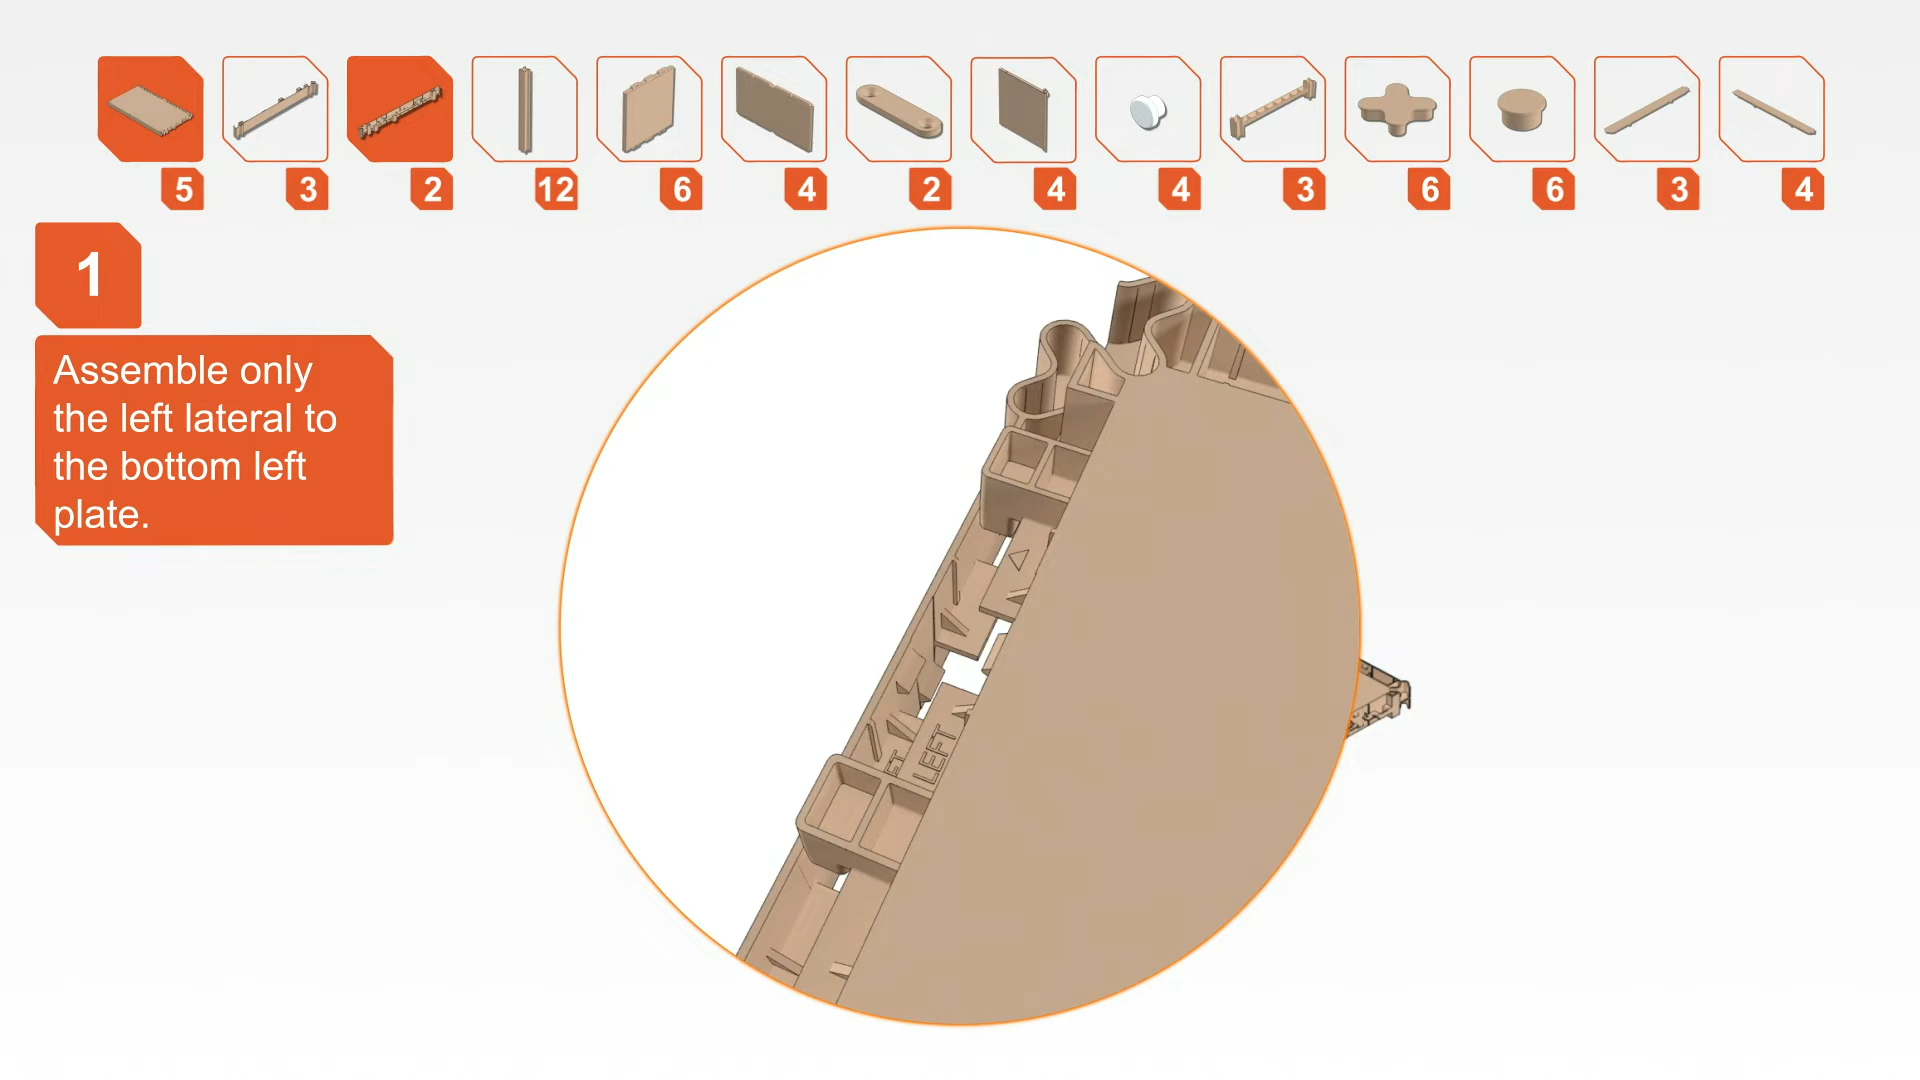 5 3 2 12 6 4 2 4 4 3 6 6 3 4
1
Assemble only
the left lateral to
the bottom left
plate.
LEFT